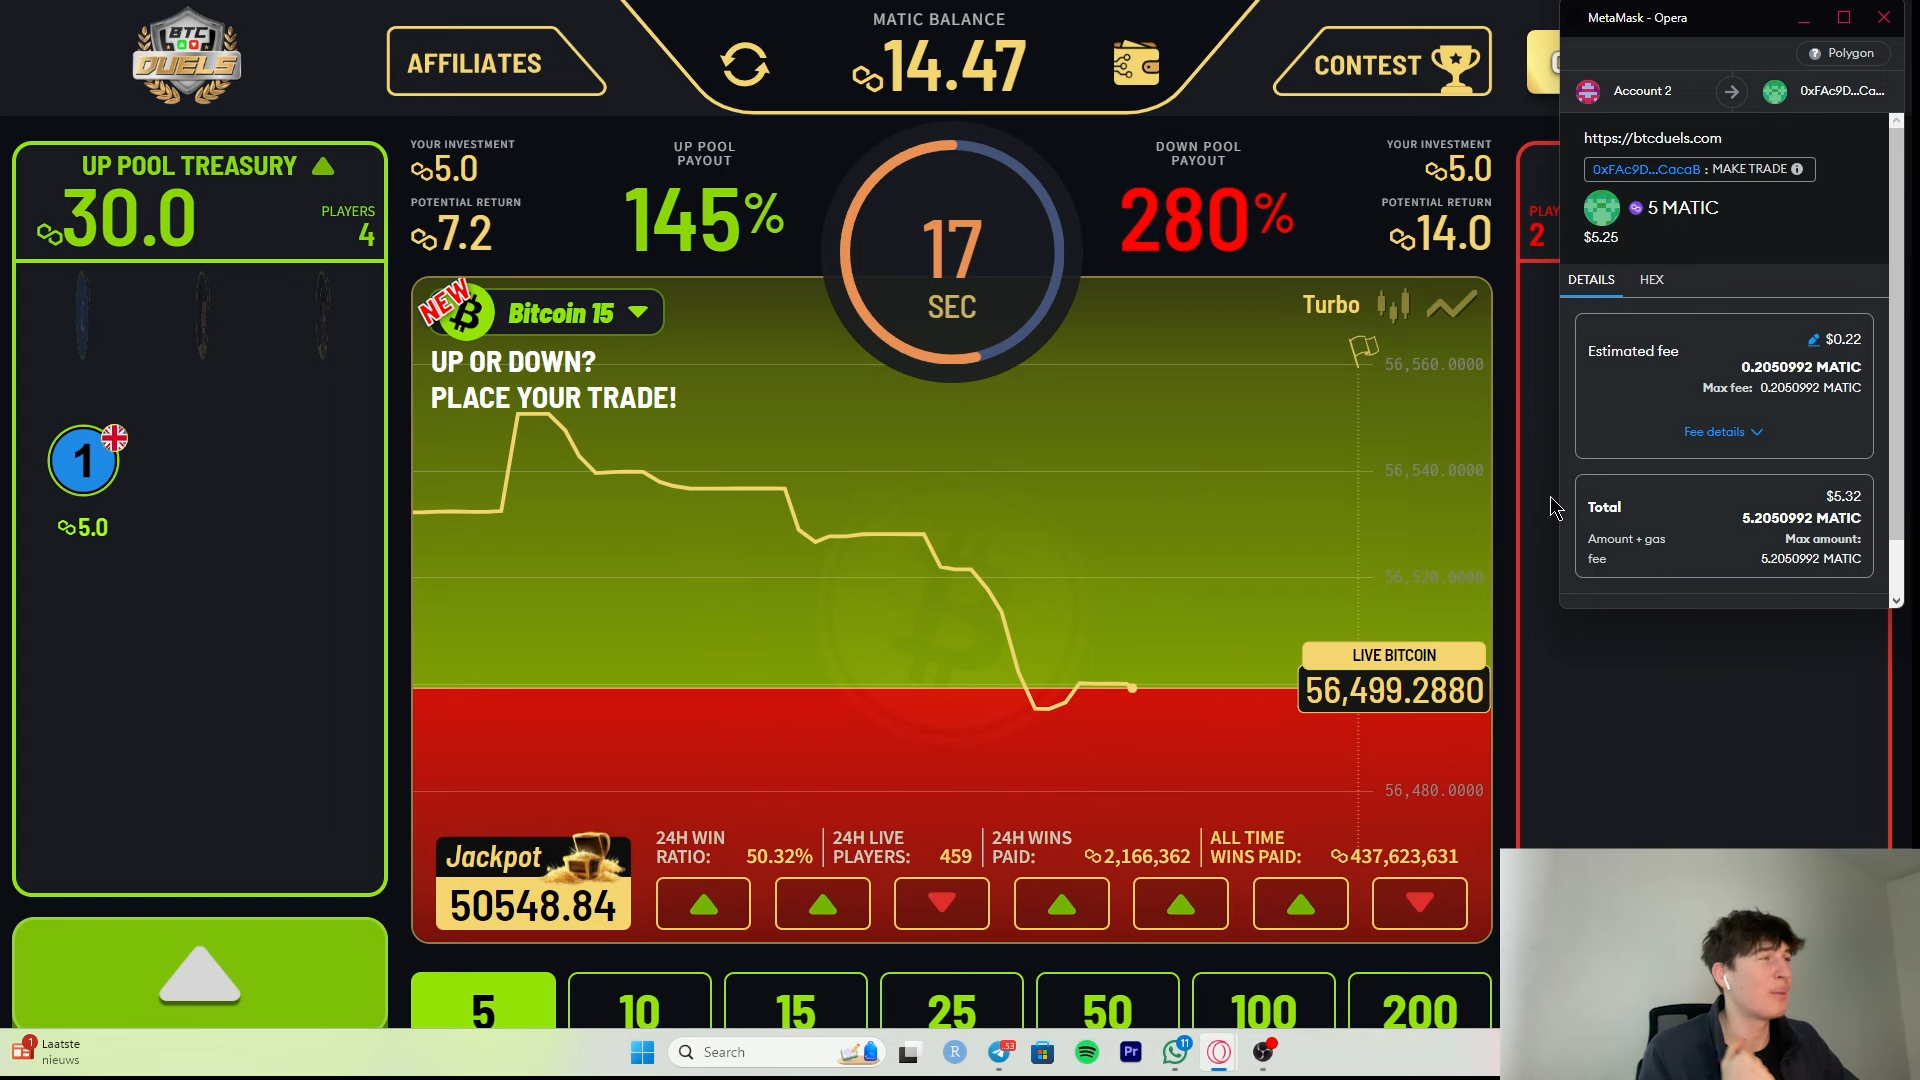 BTC
DUELS
AFFILIATES
MATIC BALANCE
14.47
CONTEST
UP POOL TREASURY
30.0
PLAYERS
4
YOUR INVESTMENT
5.0
POTENTIAL RETURN
7.2
UP POOL
PAYOUT
145%
17
SEC
DOWN POOL
PAYOUT
280%
YOUR INVESTMENT
5.0
POTENTIAL RETURN
14.0
PLAY
2
NEW
Bitcoin 15
Turbo
UP OR DOWN?
PLACE YOUR TRADE!
56,560.0000
56,540.0000
56,520.0000
LIVE BITCOIN
56,499.2880
56,480.0000
1
5.0
Jackpot
50548.84
24H WIN
RATIO: 50.32%
24H LIVE
PLAYERS: 459
24H WINS
PAID: 2,166,362
ALL TIME
WINS PAID: 437,623,631
5
10
15
25
50
100
200
MetaMask - Opera
Polygon
Account 2
0xFAc9D...Ca...
https://btcduels.com
0xFAc9D...CacaB : MAKE TRADE
5 MATIC
$5.25
DETAILS
HEX
$0.22
Estimated fee
0.2050992 MATIC
Max fee: 0.2050992 MATIC
Fee details
$5.32
Total
5.2050992 MATIC
Amount + gas
fee
Max amount:
5.2050992 MATIC
1
Laatste
nieuws
Search
R
53
Pr
11